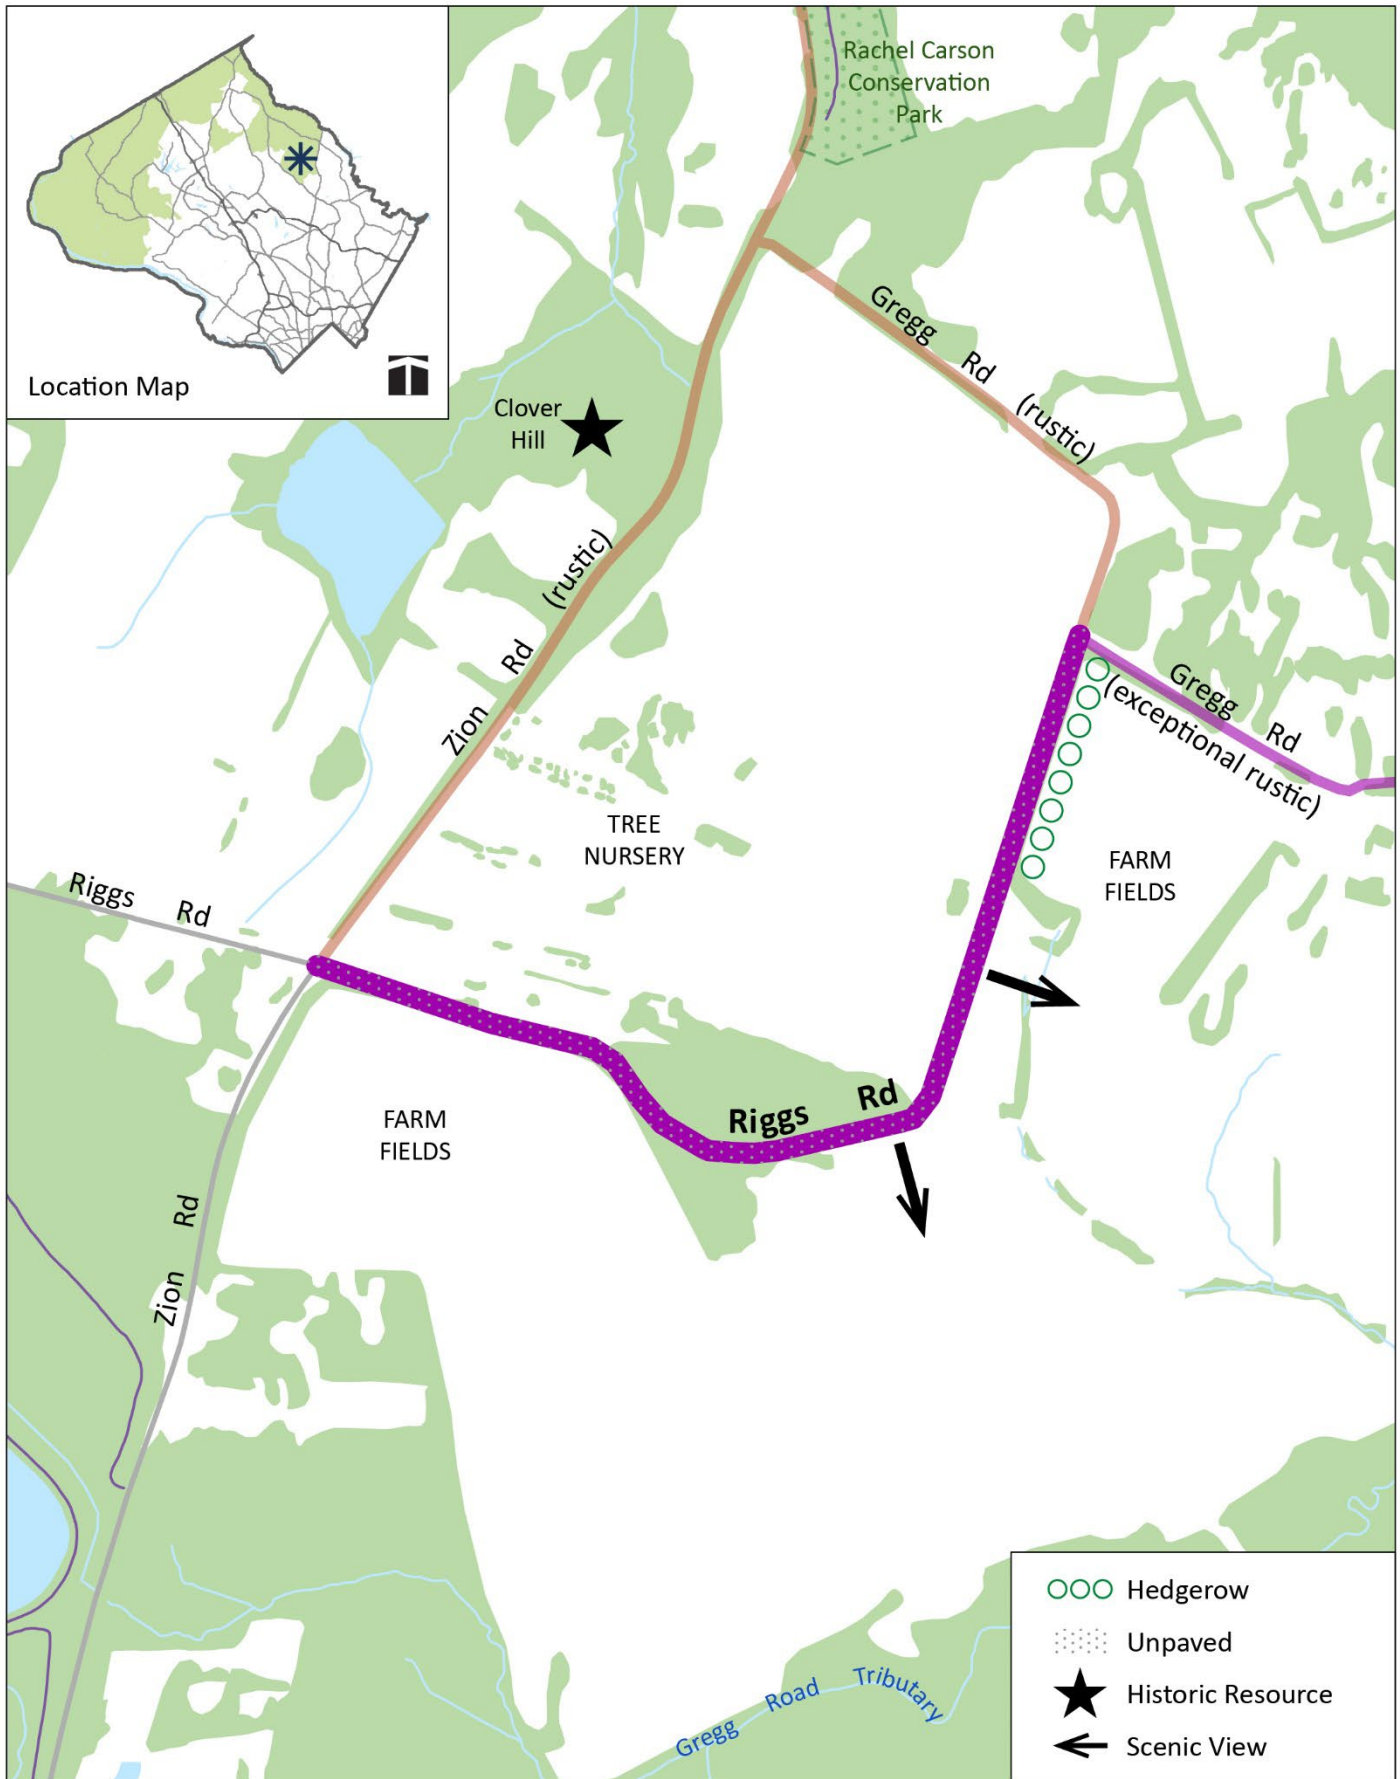 Location Map
Rachel Carson
Conservation
Park
Gregg Rd (rustic)
Clover
Hill
Zion Rd (rustic)
Gregg Rd
(exceptional rustic)
TREE
NURSERY
FARM
FIELDS
Riggs Rd
Riggs Rd
FARM
FIELDS
Zion Rd
Gregg Road Tributary
Hedgerow
Unpaved
Historic Resource
Scenic View